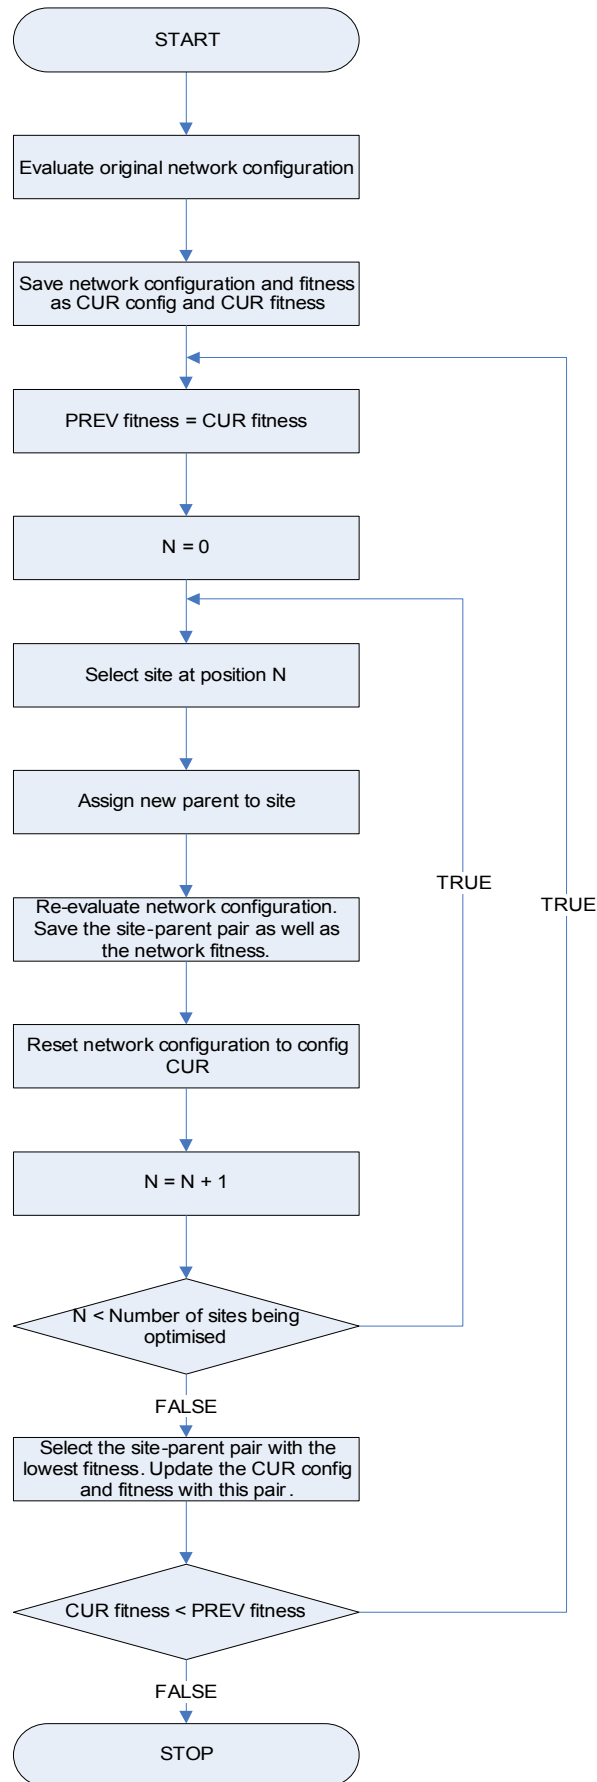 START
Evaluate original network configuration
Save network configuration and fitness
as CUR config and CUR fitness
PREV fitness = CUR fitness
N = 0
Select site at position N
Assign new parent to site
TRUE
TRUE
Re-evaluate network configuration.
Save the site-parent pair as well as
the network fitness.
Reset network configuration to config
CUR
N = N + 1
N < Number of sites being
optimised
FALSE
Select the site-parent pair with the
lowest fitness. Update the CUR config
and fitness with this pair.
CUR fitness < PREV fitness
FALSE
STOP